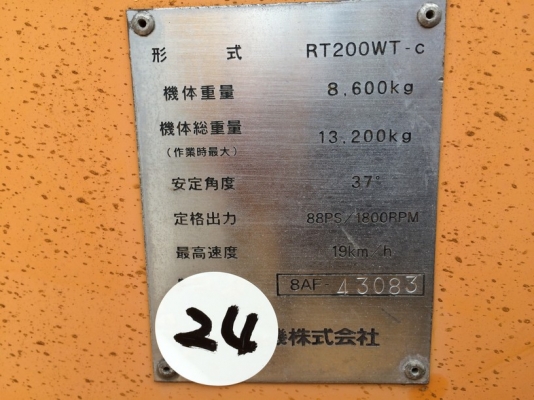 形 式 RT200WT-c
機体重量 8,600kg
機体総重量 13,200kg
(作業時最大)
安定角度 37°
定格出力 88PS/1800RPM
最高速度 19km/h
8AF-43083
24
機株式会社